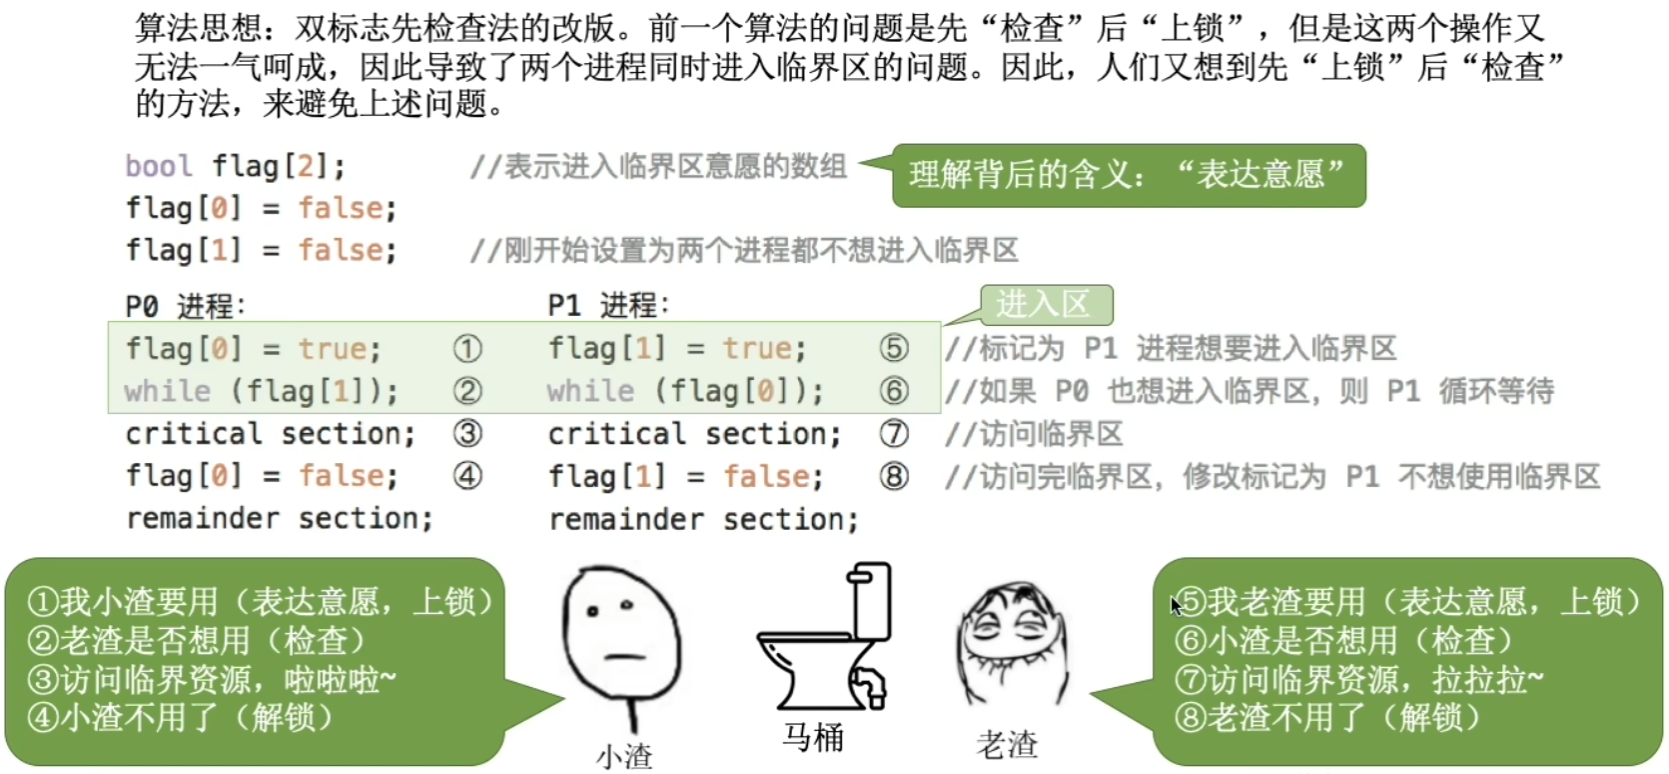 算法思想：双标志先检查法的改版。前一个算法的问题是先“检查”后“上锁”，但是这两个操作又
无法一气呵成，因此导致了两个进程同时进入临界区的问题。因此，人们又想到先“上锁”后“检查”
的方法，来避免上述问题。
bool flag[2]; //表示进入临界区意愿的数组
理解背后的含义：“表达意愿”
flag[0] = false;
flag[1] = false; //刚开始设置为两个进程都不想进入临界区
P0 进程： P1 进程：
进入区
flag[0] = true; ① flag[1] = true; ⑤ //标记为 P1 进程想要进入临界区
while (flag[1]); ② while (flag[0]); ⑥ //如果 P0 也想进入临界区，则 P1 循环等待
critical section; ③ critical section; ⑦ //访问临界区
flag[0] = false; ④ flag[1] = false; ⑧ //访问完临界区，修改标记为 P1 不想使用临界区
remainder section; remainder section;
①我小渣要用（表达意愿，上锁）
②老渣是否想用（检查）
③访问临界资源，啦啦啦~
④小渣不用了（解锁）
小渣
马桶
老渣
⑤我老渣要用（表达意愿，上锁）
⑥小渣是否想用（检查）
⑦访问临界资源，拉拉拉~
⑧老渣不用了（解锁）